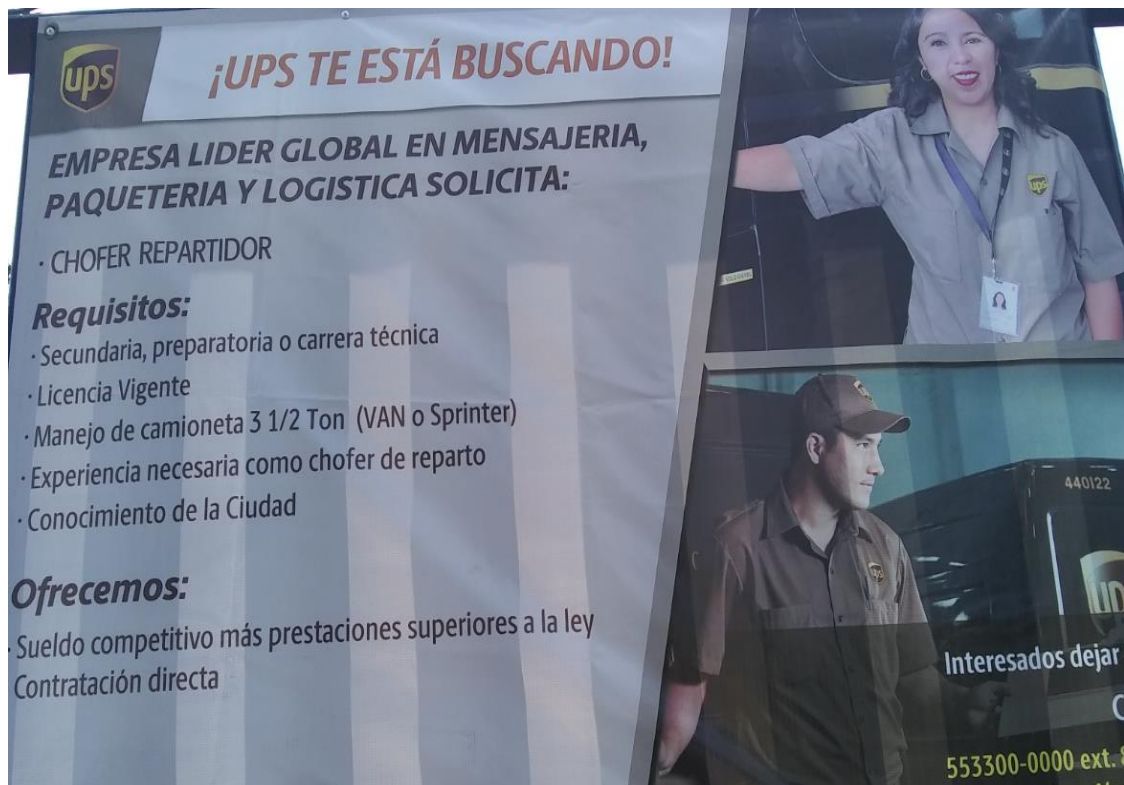 ups
¡UPS TE ESTÁ BUSCANDO!
EMPRESA LIDER GLOBAL EN MENSAJERIA,
PAQUETERIA Y LOGISTICA SOLICITA:
· CHOFER REPARTIDOR
Requisitos:
· Secundaria, preparatoria o carrera técnica
· Licencia Vigente
· Manejo de camioneta 3 1/2 Ton (VAN o Sprinter)
· Experiencia necesaria como chofer de reparto
· Conocimiento de la Ciudad
Ofrecemos:
· Sueldo competitivo más prestaciones superiores a la ley
Contratación directa
ups
440122
ups
Interesados dejar
553300-0000 ext.